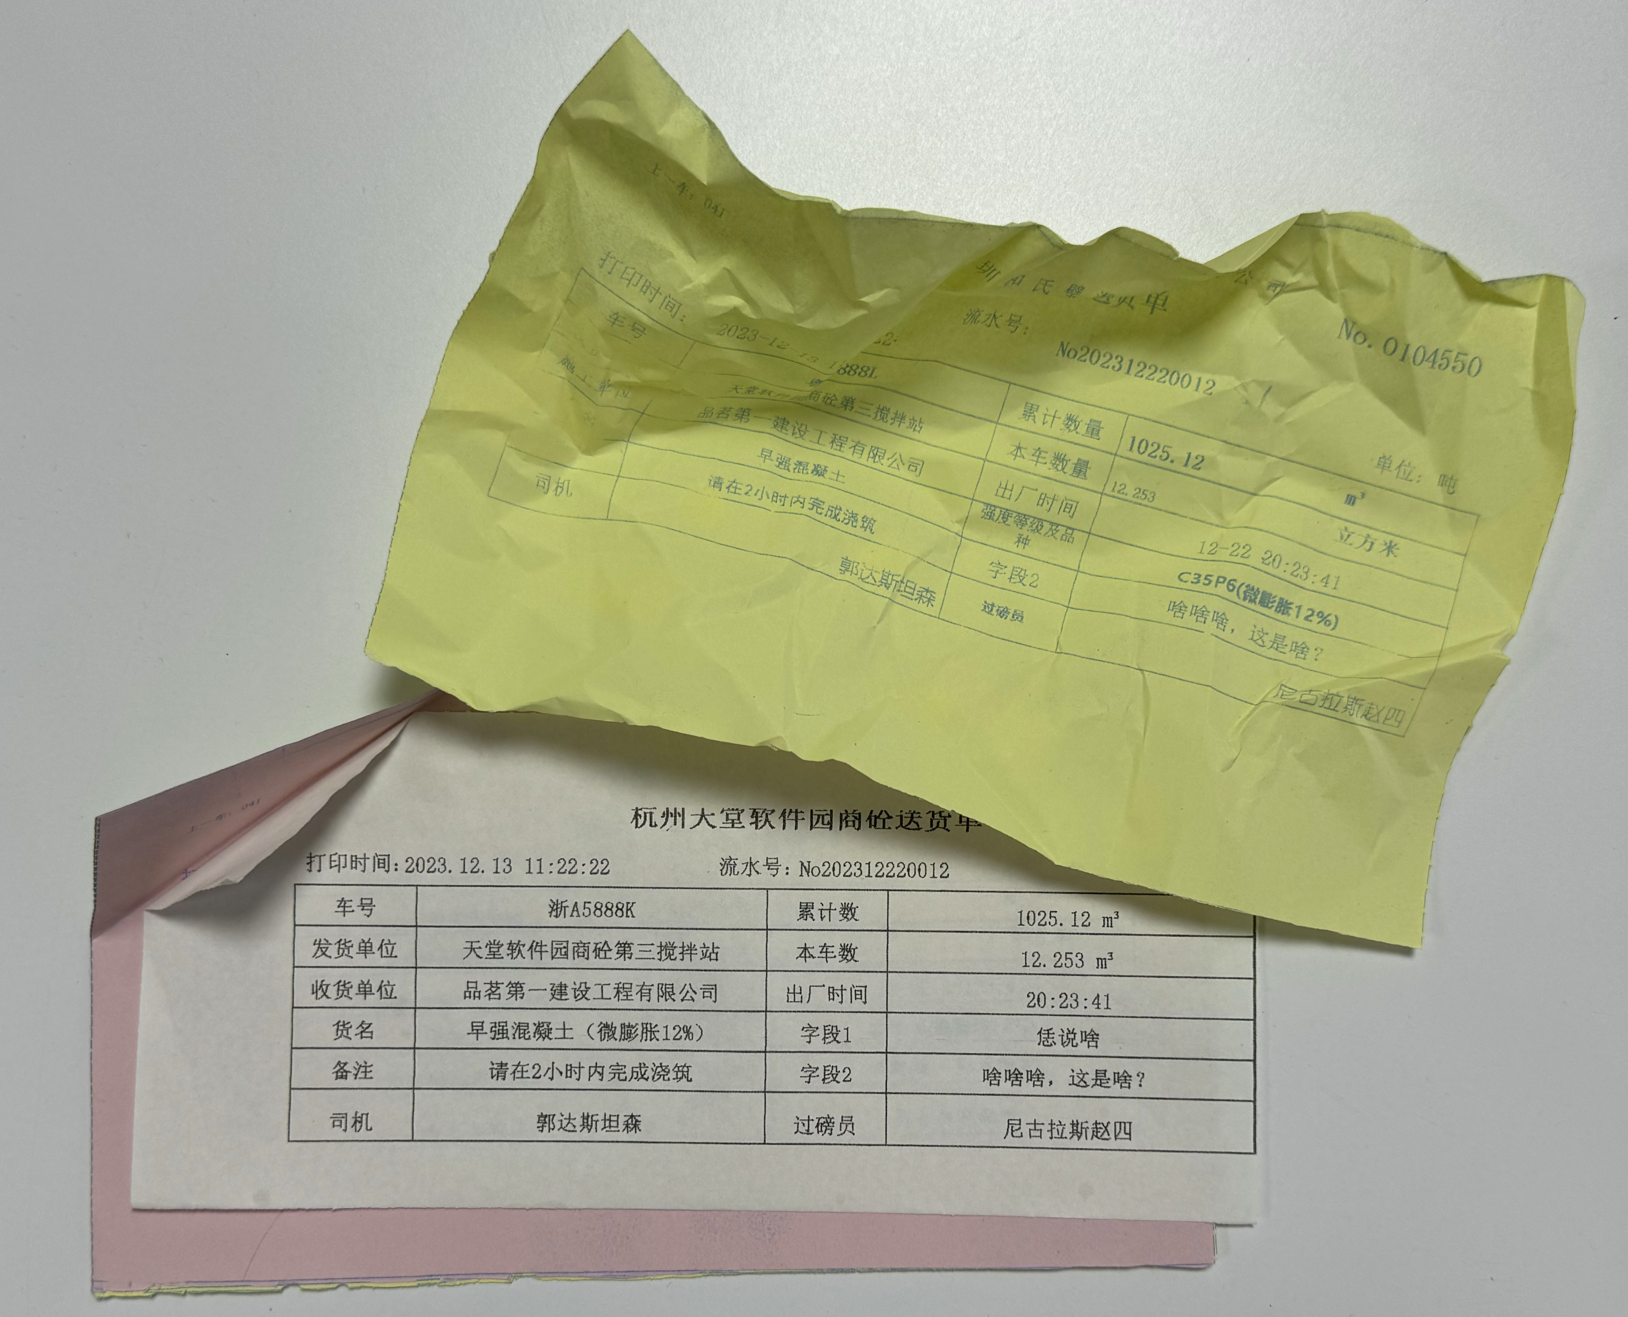 上一车: 041
公司
单
No. 0104550
打印时间:
2023-12
22:
流水号:
No202312220012
单位: 吨
车号
888L
累计数量
1025.12
m³
商砼第三搅拌站
本车数量
12.253
立方米
施工单位
品茗第一建设工程有限公司
出厂时间
12-22 20:23:41
早强混凝土
强度等级及品种
C35P6(微膨胀12%)
请在2小时内完成浇筑
字段2
啥啥啥, 这是啥?
司机
郭达斯坦森
过磅员
尼古拉斯赵四
上一车: 041
杭州天堂软件园商砼送货单
打印时间: 2023.12.13 11:22:22 流水号: No202312220012
车号 浙A5888K 累计数 1025.12 m³
发货单位 天堂软件园商砼第三搅拌站 本车数 12.253 m³
收货单位 品茗第一建设工程有限公司 出厂时间 20:23:41
货名 早强混凝土（微膨胀12%） 字段1 恁说啥
备注 请在2小时内完成浇筑 字段2 啥啥啥, 这是啥?
司机 郭达斯坦森 过磅员 尼古拉斯赵四